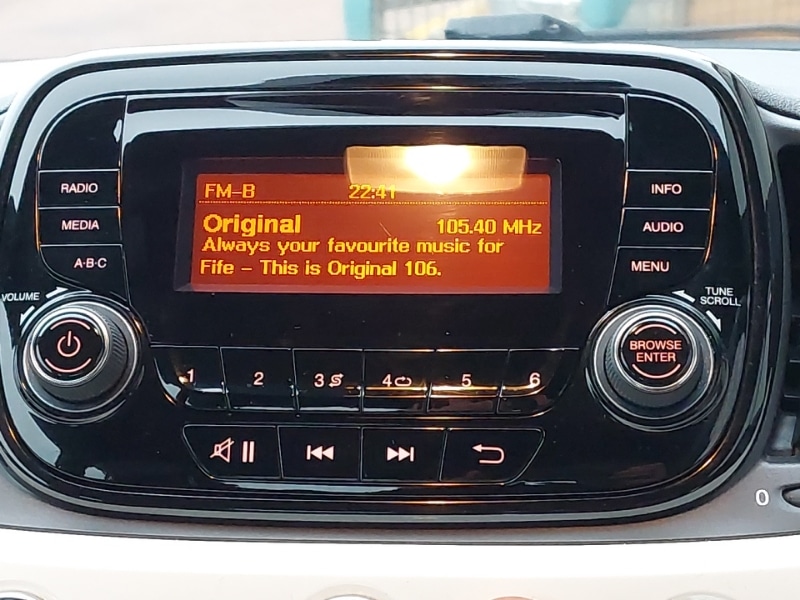 RADIO
MEDIA
A·B·C
VOLUME
FM-B 22:41
Original 105.40 MHz
Always your favourite music for
Fife - This is Original 106.
INFO
AUDIO
MENU
TUNE
SCROLL
BROWSE
ENTER
1 2 3 4 5 6
0